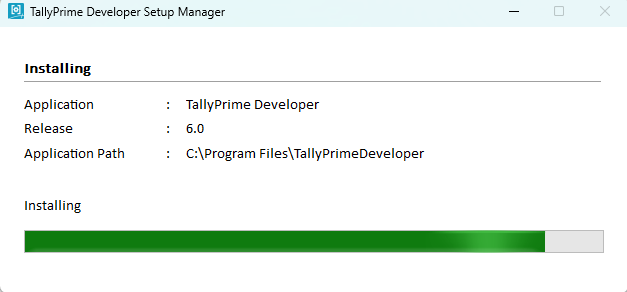 TallyPrime Developer Setup Manager
Installing
Application : TallyPrime Developer
Release : 6.0
Application Path : C:\Program Files\TallyPrimeDeveloper
Installing